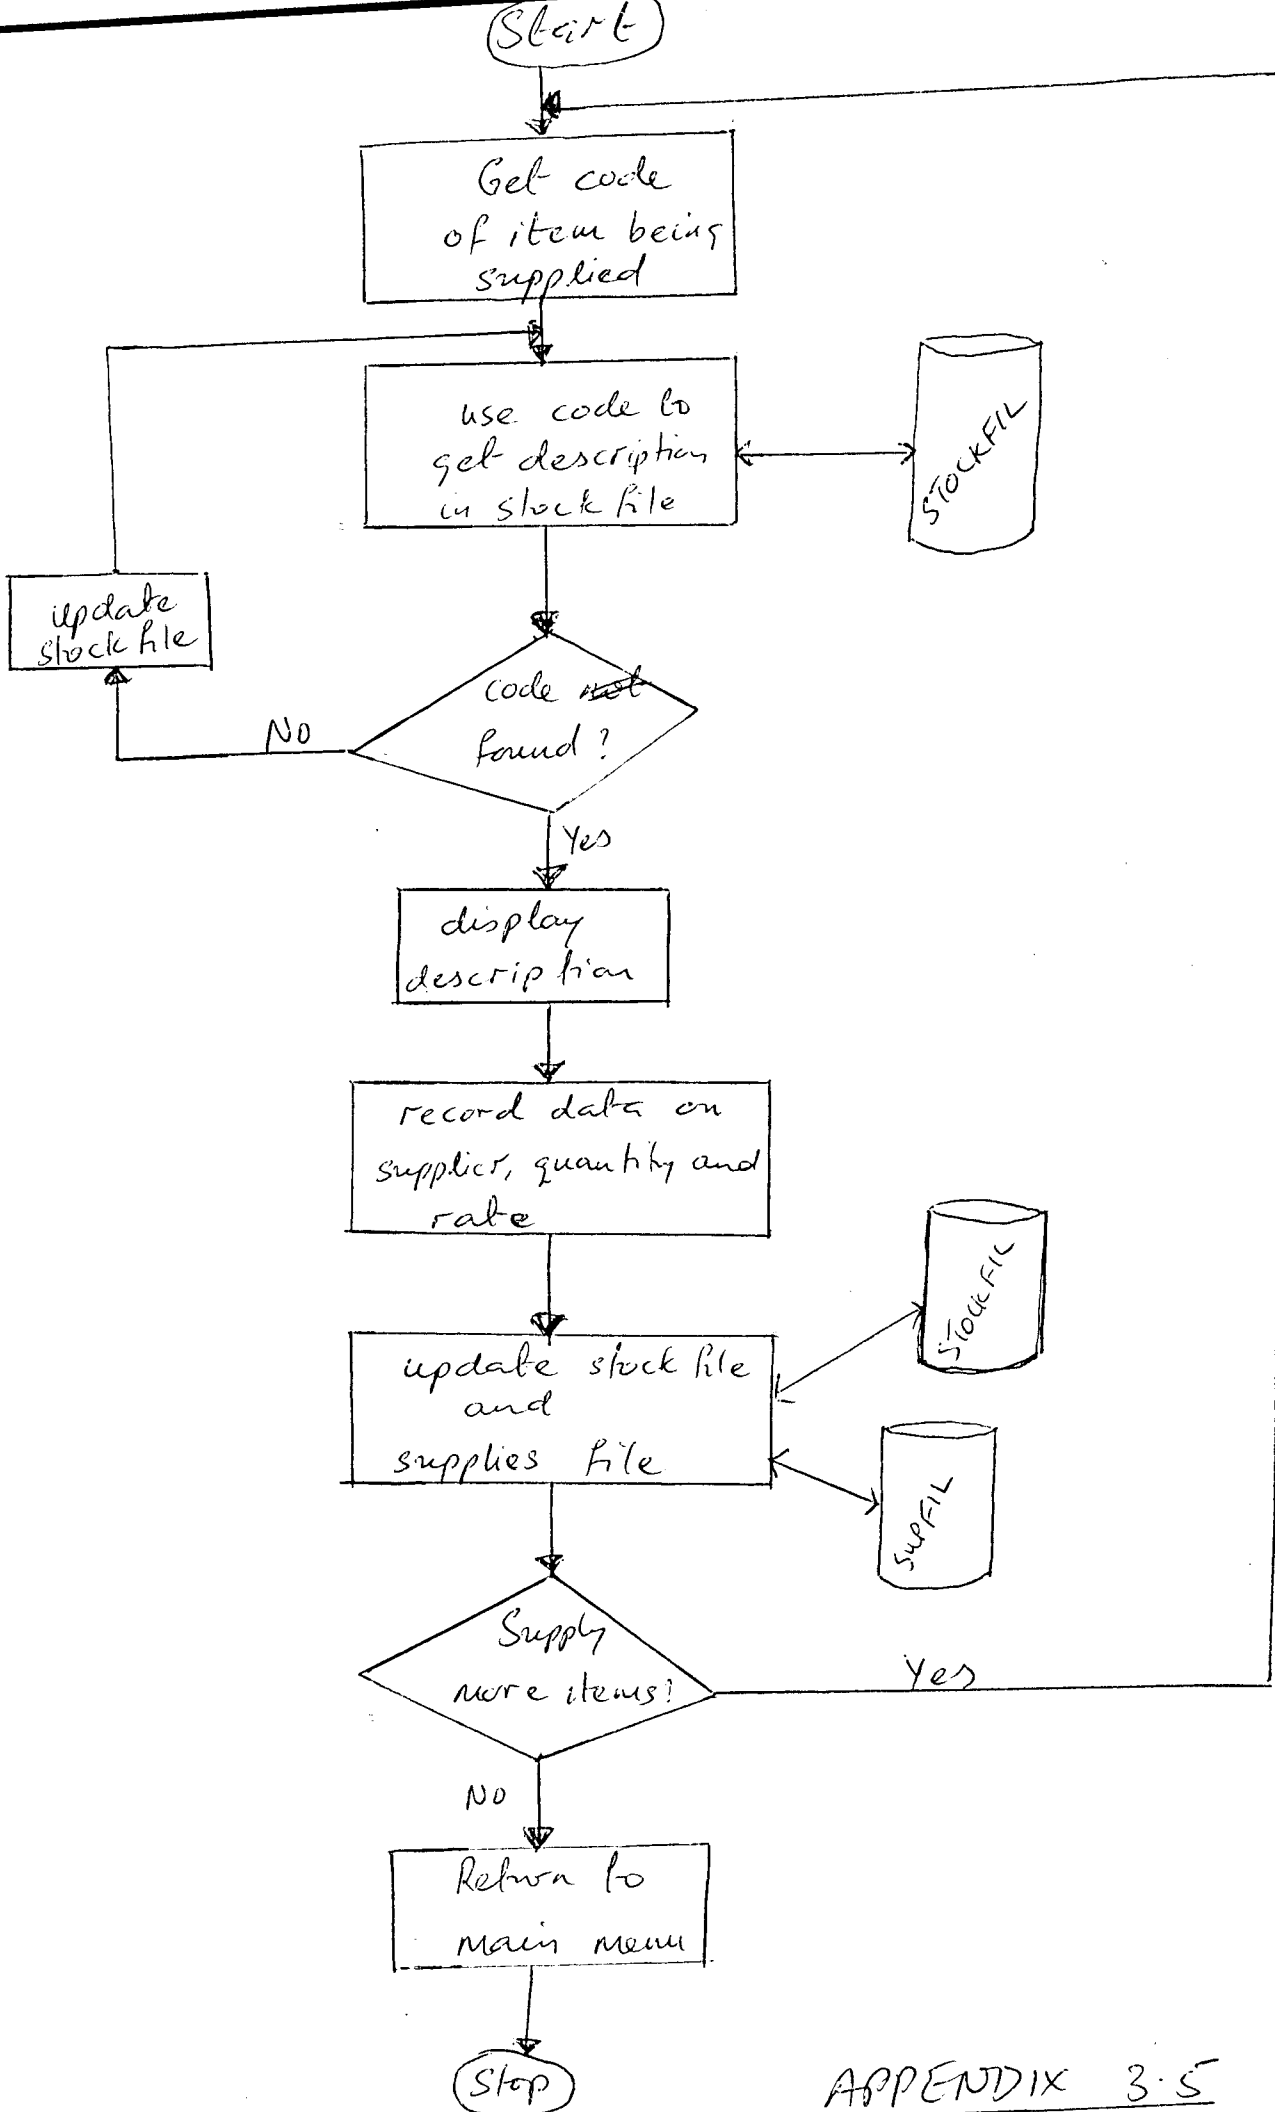 Start
Get code
of item being
supplied
use code to
get description
in stock file
STOCKFIL
update
stock file
code not
found?
No
Yes
display
description
record data on
supplier, quantity and
rate
update stock file
and
supplies file
STOCKFIL
SUPFIL
Supply
more items?
Yes
NO
Return to
main menu
Stop
APPENDIX 3.5